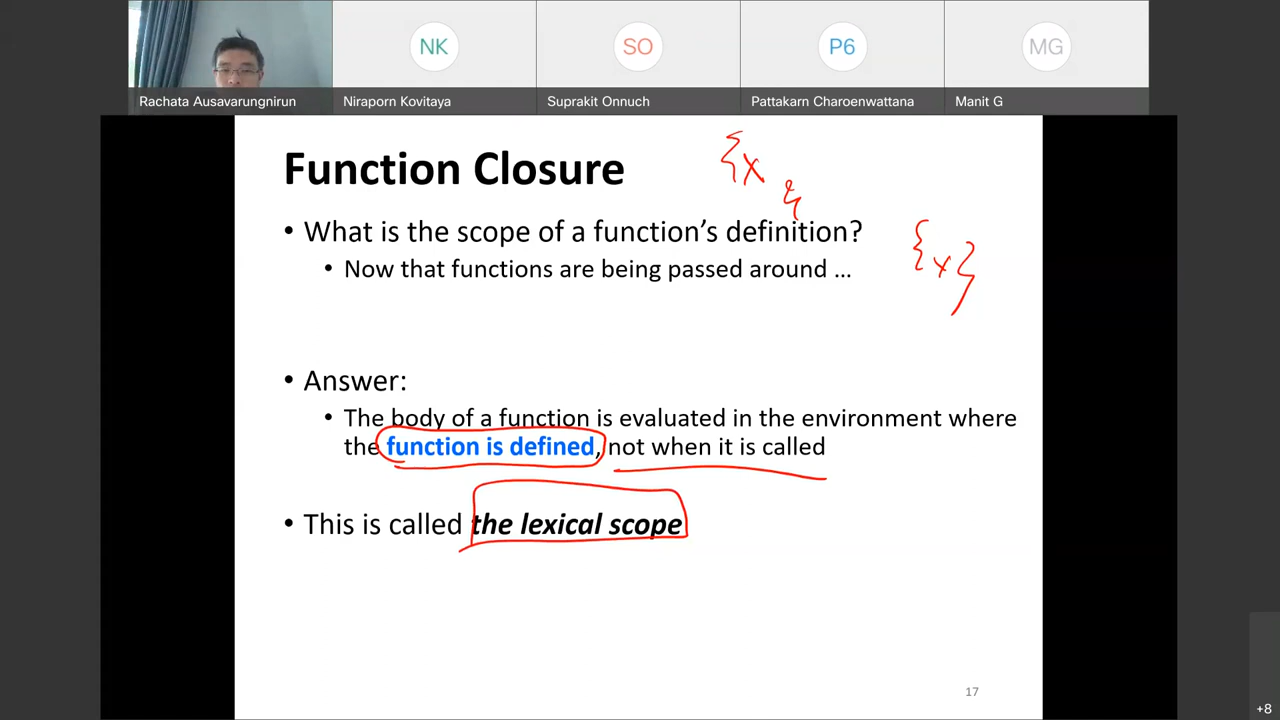 NK
SO
P6
MG
Rachata Ausavarungnirun
Niraporn Kovitaya
Suprakit Onnuch
Pattakarn Charoenwattana
Manit G
Function Closure
{x
}
• What is the scope of a function’s definition?
{x}
• Now that functions are being passed around …
• Answer:
• The body of a function is evaluated in the environment where
the function is defined, not when it is called
• This is called the lexical scope
17
+8